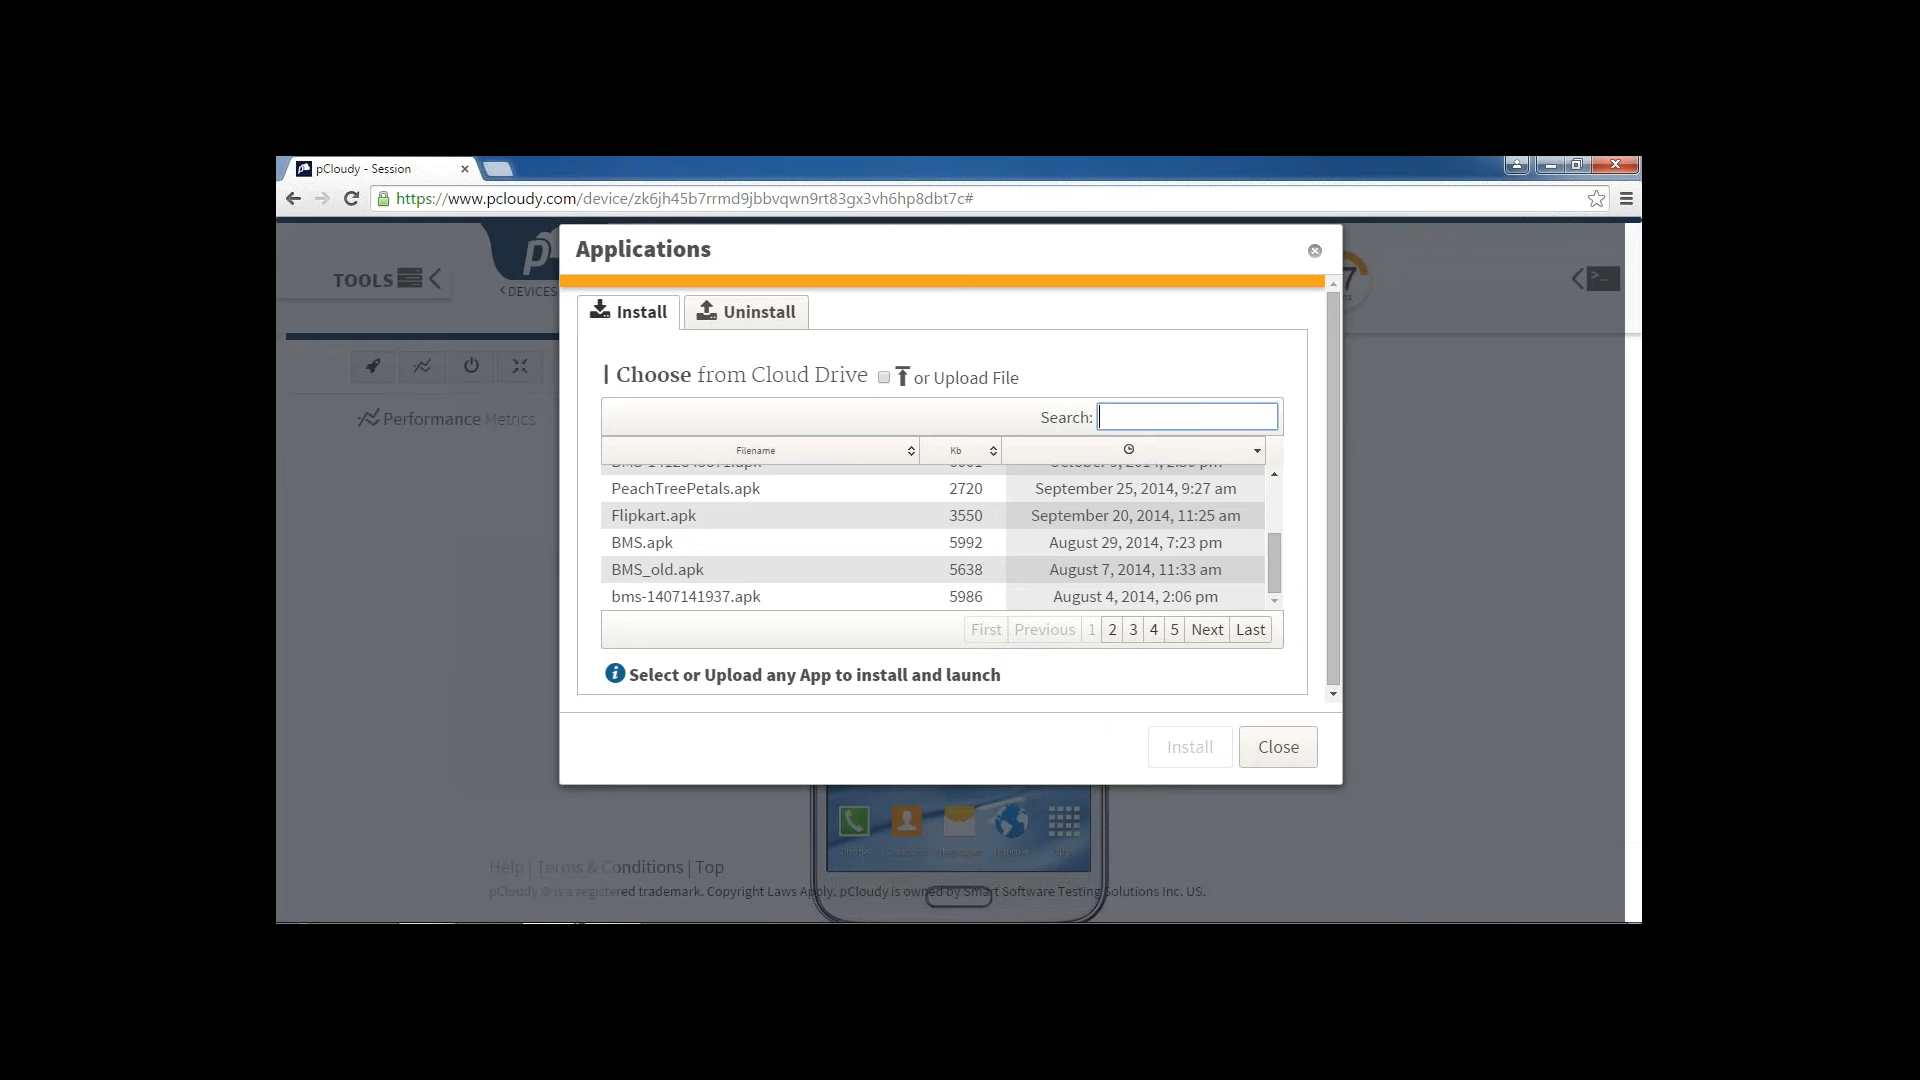 pCloudy - Session
https://www.pcloudy.com/device/zk6jh45b7rrmd9jbbvqwn9rt83gx3vh6hp8dbt7c#
Applications
TOOLS
< DEVICES
Install
Uninstall
Choose from Cloud Drive or Upload File
Search:
Filename Kb
PeachTreePetals.apk 2720 September 25, 2014, 9:27 am
Flipkart.apk 3550 September 20, 2014, 11:25 am
BMS.apk 5992 August 29, 2014, 7:23 pm
BMS_old.apk 5638 August 7, 2014, 11:33 am
bms-1407141937.apk 5986 August 4, 2014, 2:06 pm
Performance Metrics
First Previous 1 2 3 4 5 Next Last
Select or Upload any App to install and launch
Install Close
Help | Terms & Conditions | Top
pCloudy ® is a registered trademark. Copyright Laws Apply. pCloudy is owned by Smart Software Testing Solutions Inc. US.